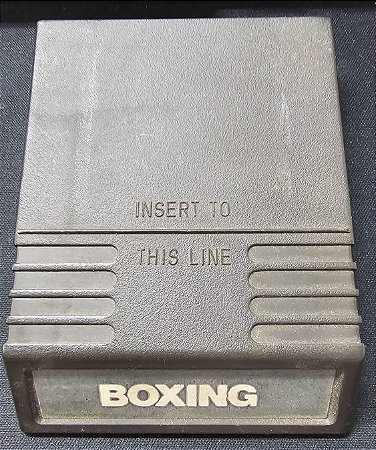 INSERT TO
THIS LINE
BOXING